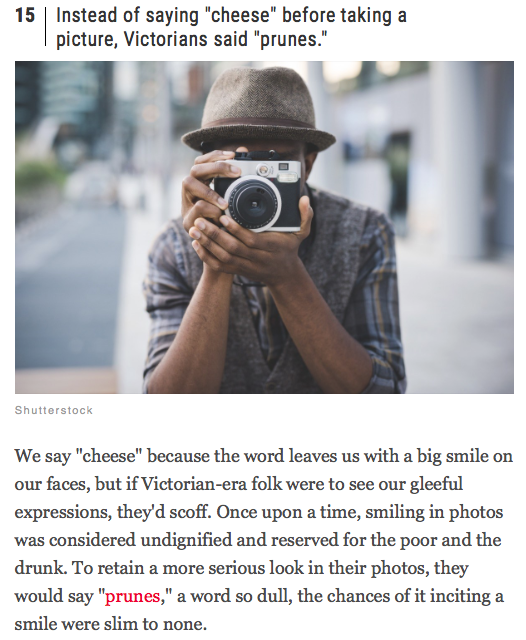 15 Instead of saying "cheese" before taking a
picture, Victorians said "prunes."
Shutterstock
We say "cheese" because the word leaves us with a big smile on
our faces, but if Victorian-era folk were to see our gleeful
expressions, they'd scoff. Once upon a time, smiling in photos
was considered undignified and reserved for the poor and the
drunk. To retain a more serious look in their photos, they
would say "prunes," a word so dull, the chances of it inciting a
smile were slim to none.